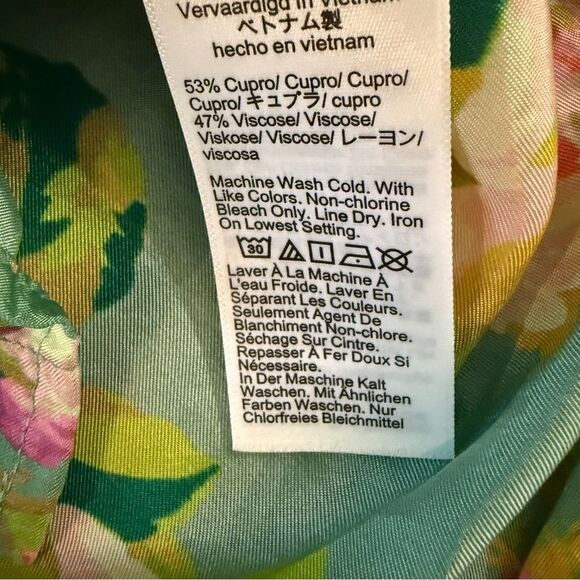 Vervaardigd in Vietnam
ベトナム製
hecho en vietnam
53% Cupro/ Cupro/ Cupro/
Cupro/ キュプラ/ cupro
47% Viscose/ Viscose/
Viskose/ Viscose/ レーヨン/
viscosa
Machine Wash Cold. With
Like Colors. Non-chlorine
Bleach Only. Line Dry. Iron
On Lowest Setting.
30
Laver À La Machine À
L'eau Froide. Laver En
Séparant Les Couleurs.
Seulement Agent De
Blanchiment Non-chlore.
Séchage Sur Cintre.
Repasser À Fer Doux Si
Nécessaire.
In Der Maschine Kalt
Waschen. Mit Ähnlichen
Farben Waschen. Nur
Chlorfreies Bleichmittel